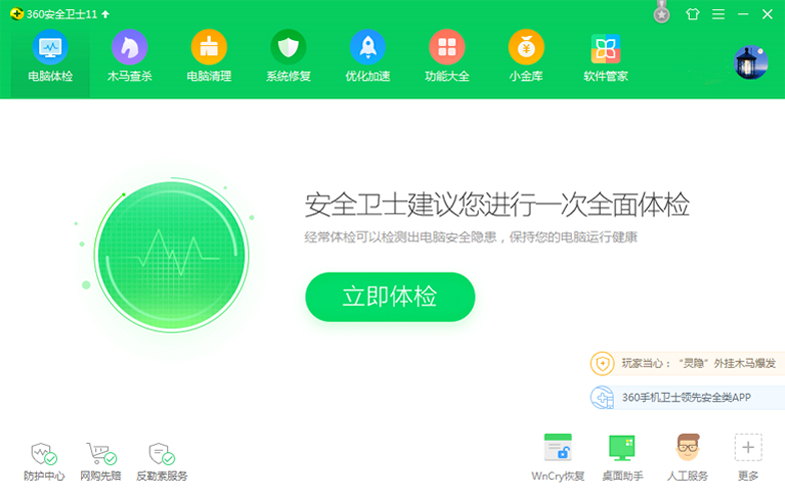 360安全卫士11
电脑体检
木马查杀
电脑清理
系统修复
优化加速
功能大全
小金库
软件管家
安全卫士建议您进行一次全面体检
经常体检可以检测出电脑安全隐患，保持您的电脑运行健康
立即体检
玩家当心：“灵隐”外挂木马爆发
360手机卫士领先安全类APP
防护中心
网购先赔
反勒索服务
WnCry恢复
桌面助手
人工服务
更多